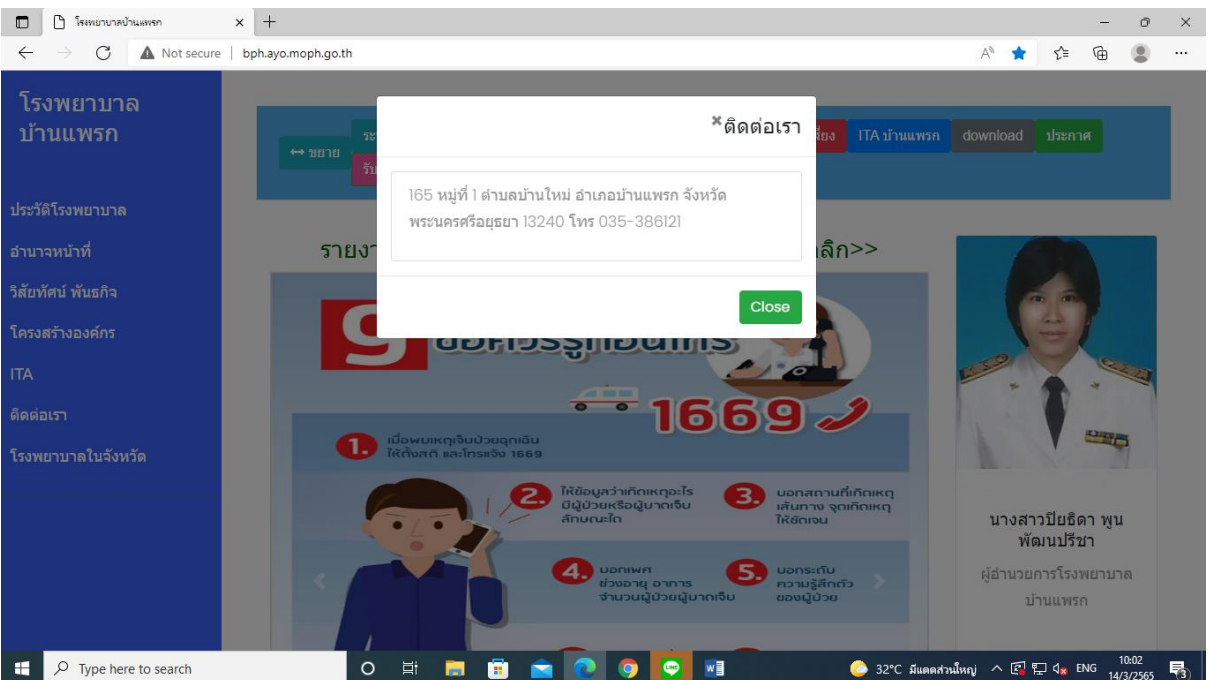 โรงพยาบาลบ้านแพรก
Not secure | bph.ayo.moph.go.th
โรงพยาบาล
บ้านแพรก
ประวัติโรงพยาบาล
อำนาจหน้าที่
วิสัยทัศน์ พันธกิจ
โครงสร้างองค์กร
ITA
ติดต่อเรา
โรงพยาบาลในจังหวัด
ขยาย
ITA บ้านแพรก
download
ประกาศ
×ติดต่อเรา
165 หมู่ที่ 1 ตำบลบ้านใหม่ อำเภอบ้านแพรก จังหวัด
พระนครศรีอยุธยา 13240 โทร 035-386121
Close
9
1669
1. เมื่อพบเหตุเจ็บป่วยฉุกเฉิน
ให้ตั้งสติ และโทรแจ้ง 1669
2. ให้ข้อมูลว่าเกิดเหตุอะไร
มีผู้ป่วยหรือผู้บาดเจ็บ
ลักษณะใด
3. บอกสถานที่เกิดเหตุ
เส้นทาง จุดเกิดเหตุ
ให้ชัดเจน
4. บอกเพศ
ช่วงอายุ อาการ
จำนวนผู้ป่วยผู้บาดเจ็บ
5. บอกระดับ
ความรู้สึกตัว
ของผู้ป่วย
นางสาวปิยธิดา พูน
พัฒนปรีชา
ผู้อำนวยการโรงพยาบาล
บ้านแพรก
Type here to search
32°C มีแดดส่วนใหญ่
ENG
10:02
14/3/2565